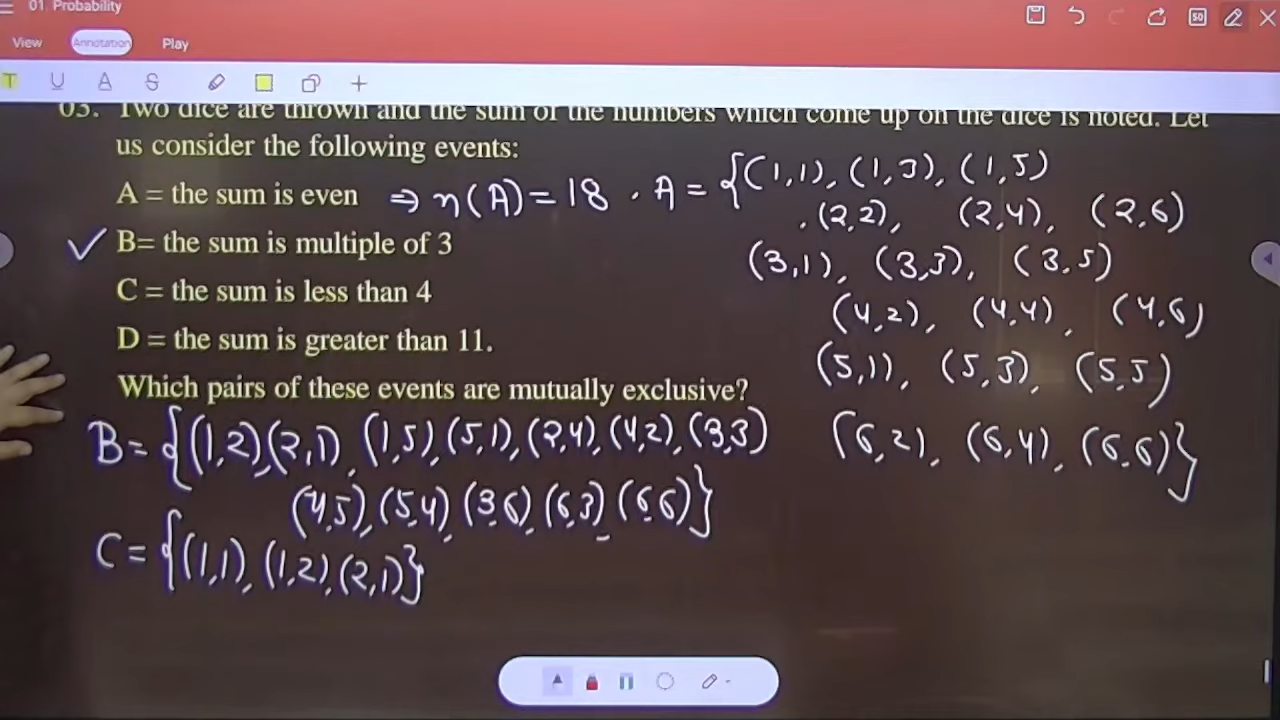 01 Probability
View Annotation Play
T U A S
50
03. Two dice are thrown and the sum of the numbers which come up on the dice is noted. Let
us consider the following events:
A = the sum is even ⇒ n(A) = 18 . A = {(1,1), (1,3), (1,5)
(2,2), (2,4), (2,6)
B= the sum is multiple of 3
(3,1), (3,3), (3,5)
C = the sum is less than 4
(4,2), (4,4), (4,6)
D = the sum is greater than 11.
(5,1), (5,3), (5,5)
Which pairs of these events are mutually exclusive?
(6,2), (6,4), (6,6)}
B = {(1,2),(2,1), (1,5),(5,1),(2,4),(4,2),(3,3)
(4,5),(5,4),(3,6),(6,3),(6,6)}
C = {(1,1), (1,2),(2,1)}